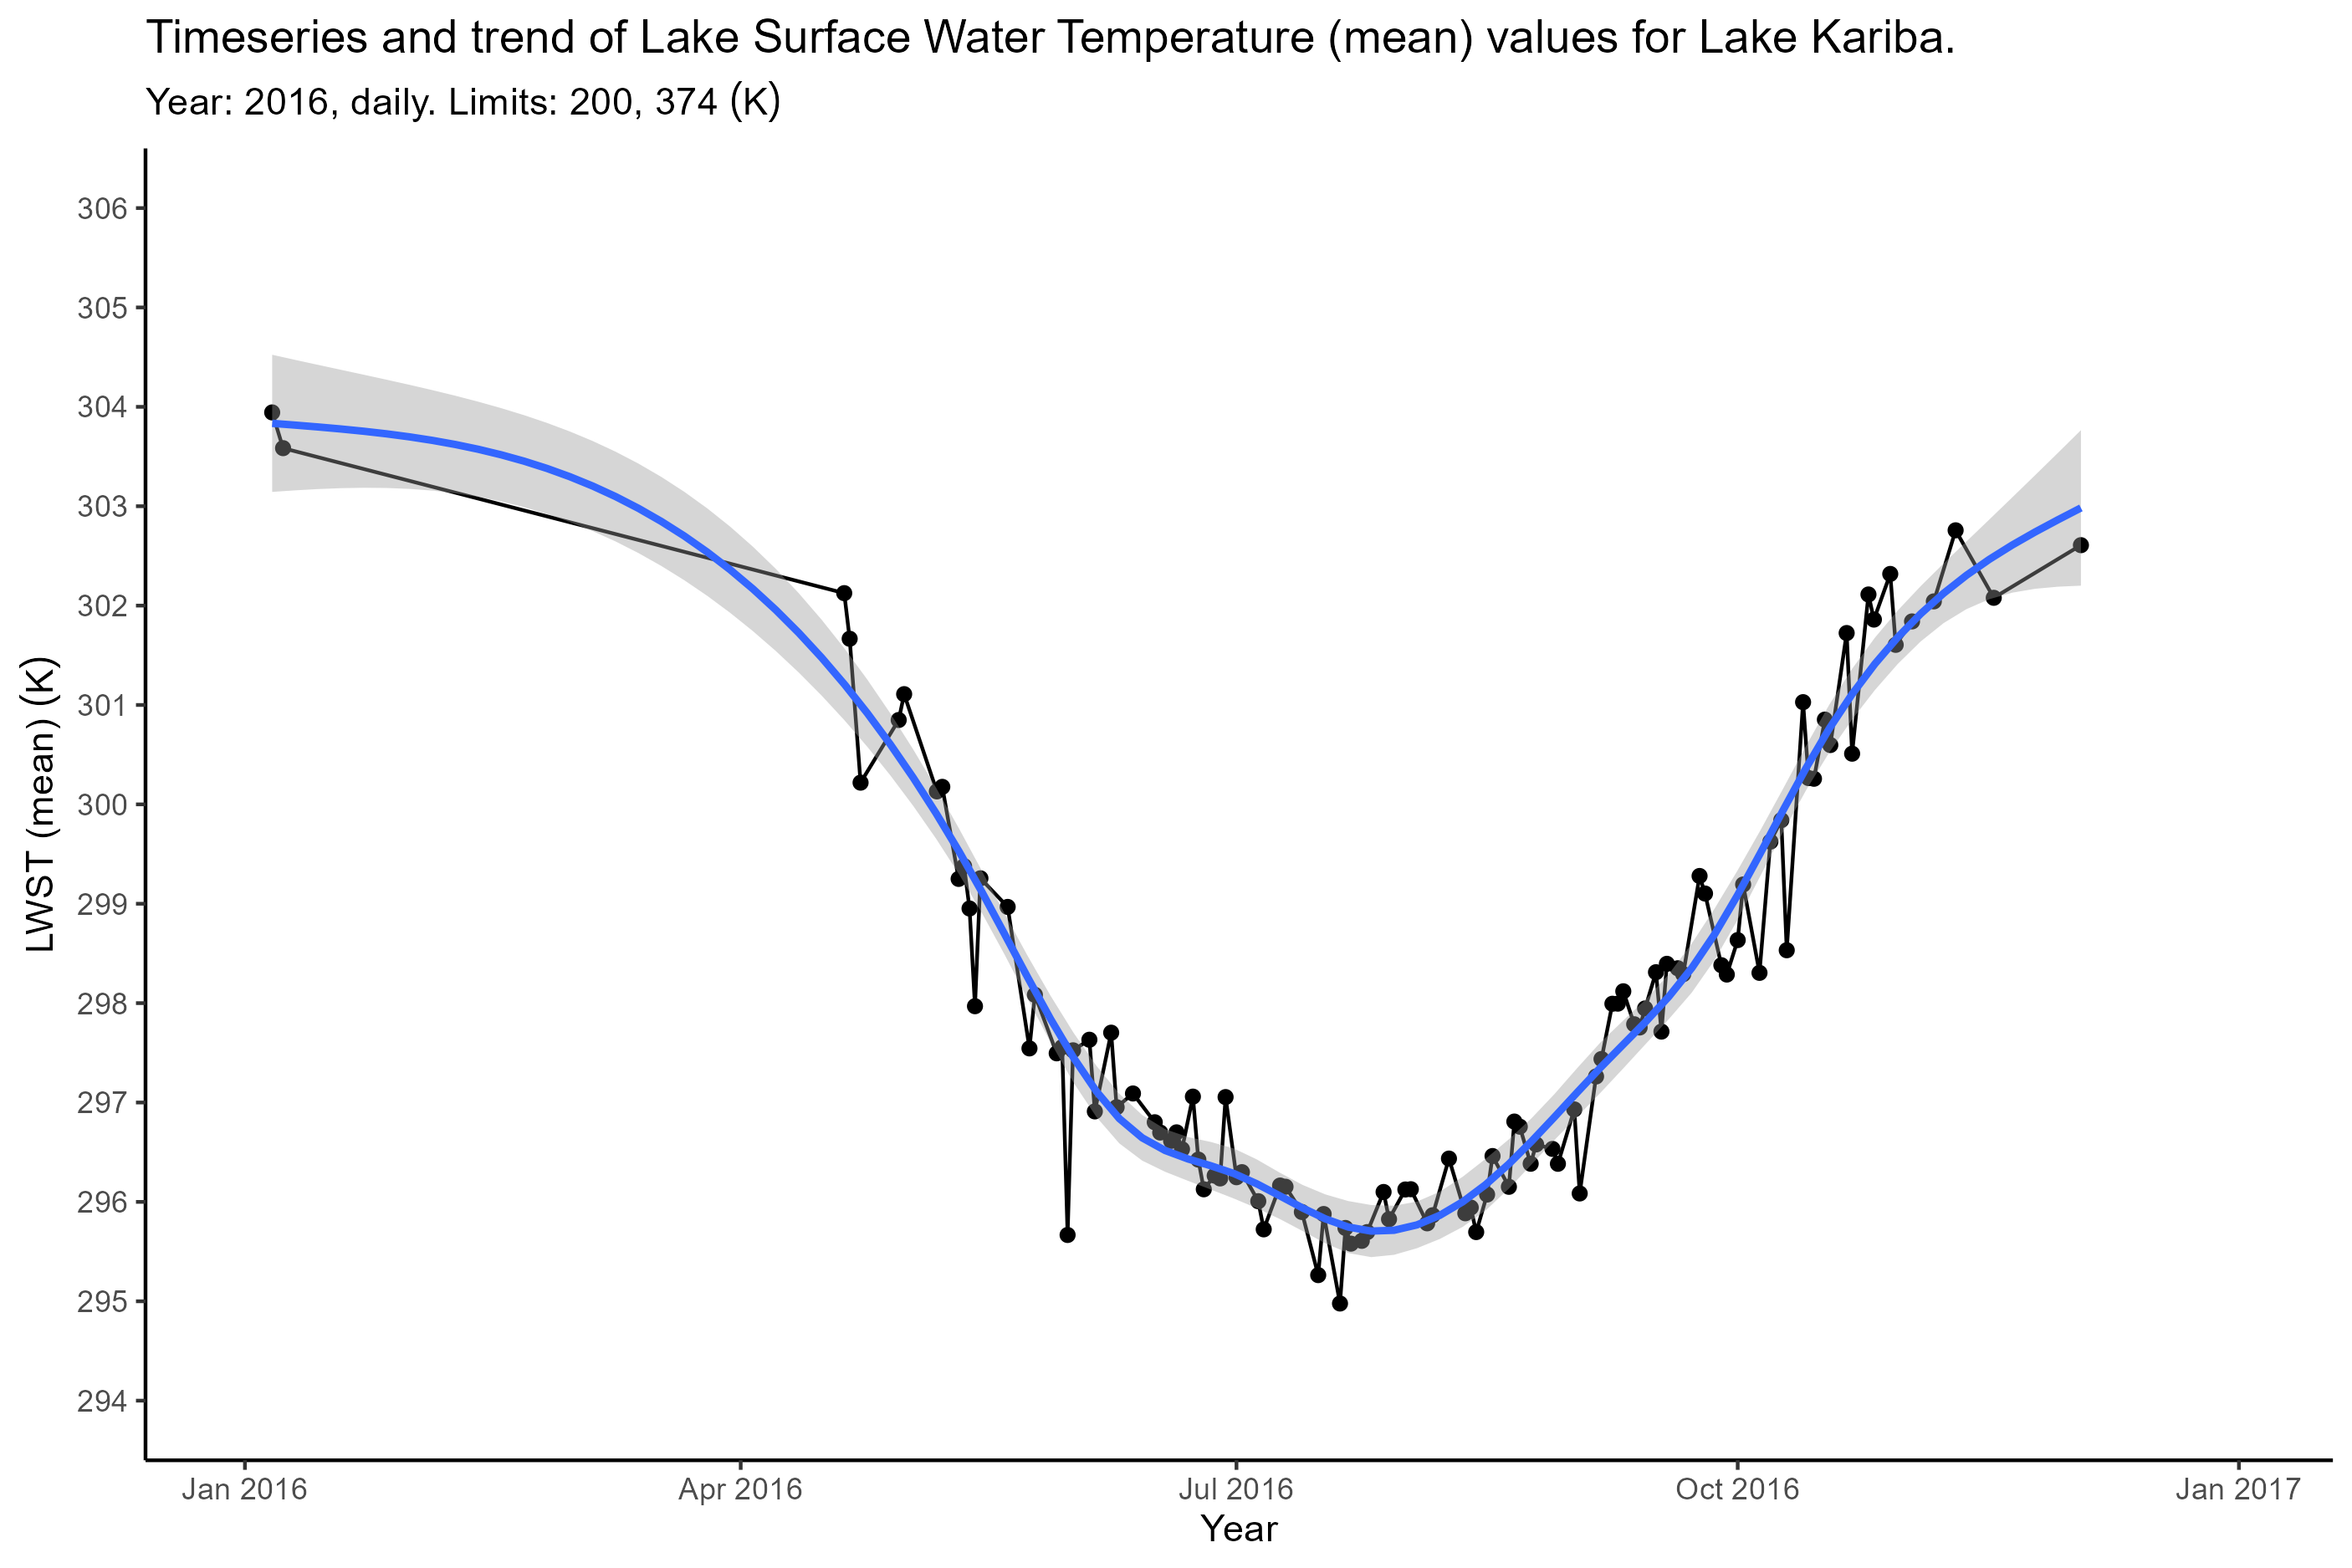 Timeseries and trend of Lake Surface Water Temperature (mean) values for Lake Kariba.
Year: 2016, daily. Limits: 200, 374 (K)
LWST (mean) (K)
306
305
304
303
302
301
300
299
298
297
296
295
294
Jan 2016
Apr 2016
Jul 2016
Oct 2016
Jan 2017
Year